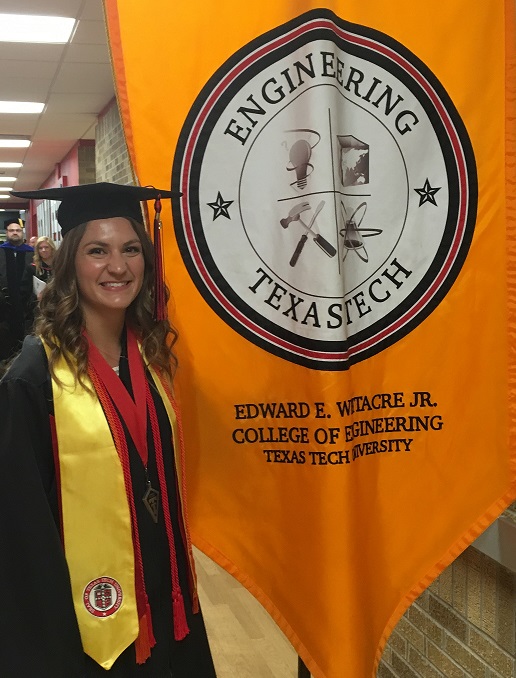 ENGINEERING
TEXAS TECH
EDWARD E. WHITACRE JR.
COLLEGE OF ENGINEERING
TEXAS TECH UNIVERSITY